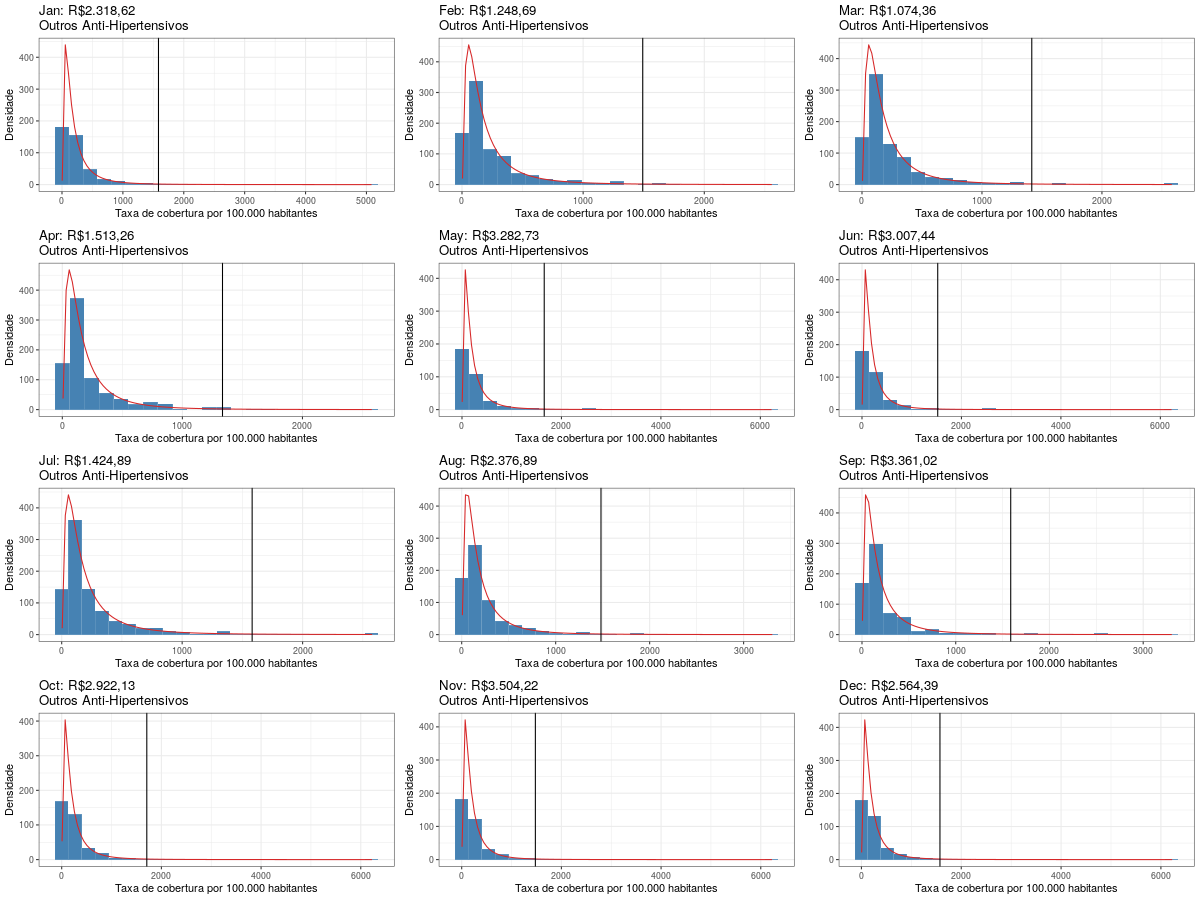 Jan: R$2.318,62
Outros Anti-Hipertensivos
400
300
200
100
0
Densidade
0 1000 2000 3000 4000 5000
Taxa de cobertura por 100.000 habitantes
Feb: R$1.248,69
Outros Anti-Hipertensivos
400
300
200
100
0
Densidade
0 1000 2000
Taxa de cobertura por 100.000 habitantes
Mar: R$1.074,36
Outros Anti-Hipertensivos
400
300
200
100
0
Densidade
0 1000 2000
Taxa de cobertura por 100.000 habitantes
Apr: R$1.513,26
Outros Anti-Hipertensivos
400
300
200
100
0
Densidade
0 1000 2000
Taxa de cobertura por 100.000 habitantes
May: R$3.282,73
Outros Anti-Hipertensivos
400
300
200
100
0
Densidade
0 2000 4000 6000
Taxa de cobertura por 100.000 habitantes
Jun: R$3.007,44
Outros Anti-Hipertensivos
400
300
200
100
0
Densidade
0 2000 4000 6000
Taxa de cobertura por 100.000 habitantes
Jul: R$1.424,89
Outros Anti-Hipertensivos
400
300
200
100
0
Densidade
0 1000 2000
Taxa de cobertura por 100.000 habitantes
Aug: R$2.376,89
Outros Anti-Hipertensivos
400
300
200
100
0
Densidade
0 1000 2000 3000
Taxa de cobertura por 100.000 habitantes
Sep: R$3.361,02
Outros Anti-Hipertensivos
400
300
200
100
0
Densidade
0 1000 2000 3000
Taxa de cobertura por 100.000 habitantes
Oct: R$2.922,13
Outros Anti-Hipertensivos
400
300
200
100
0
Densidade
0 2000 4000 6000
Taxa de cobertura por 100.000 habitantes
Nov: R$3.504,22
Outros Anti-Hipertensivos
400
300
200
100
0
Densidade
0 2000 4000 6000
Taxa de cobertura por 100.000 habitantes
Dec: R$2.564,39
Outros Anti-Hipertensivos
400
300
200
100
0
Densidade
0 2000 4000 6000
Taxa de cobertura por 100.000 habitantes